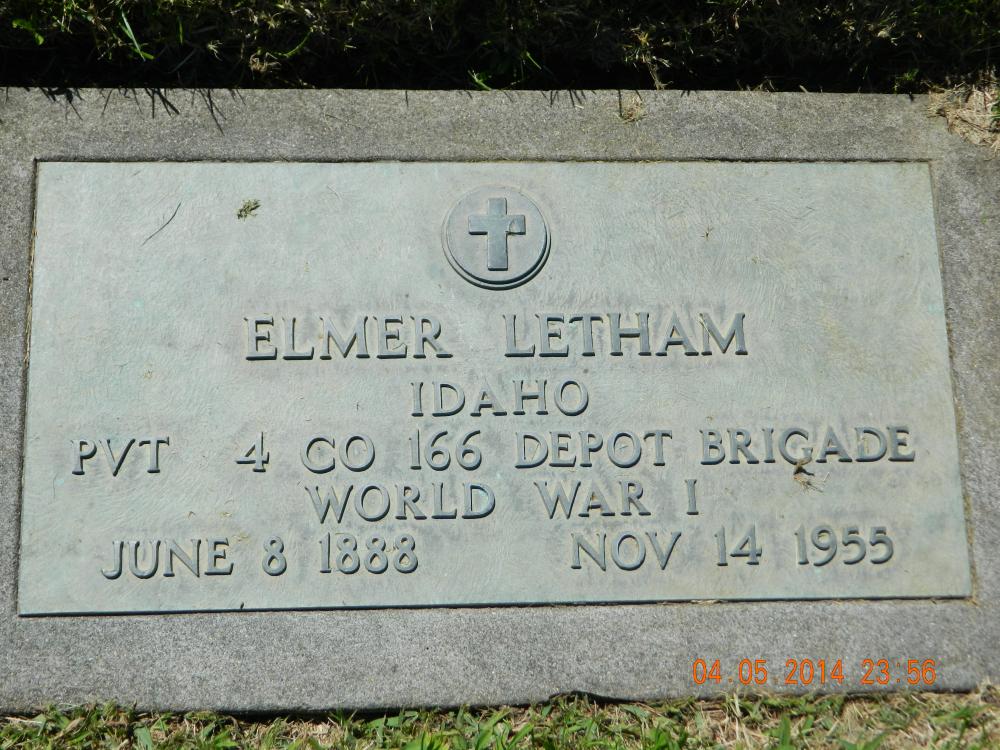 ELMER LETHAM
IDAHO
PVT 4 CO 166 DEPOT BRIGADE
WORLD WAR I
JUNE 8 1888 NOV 14 1955
04.05.2014 23:56